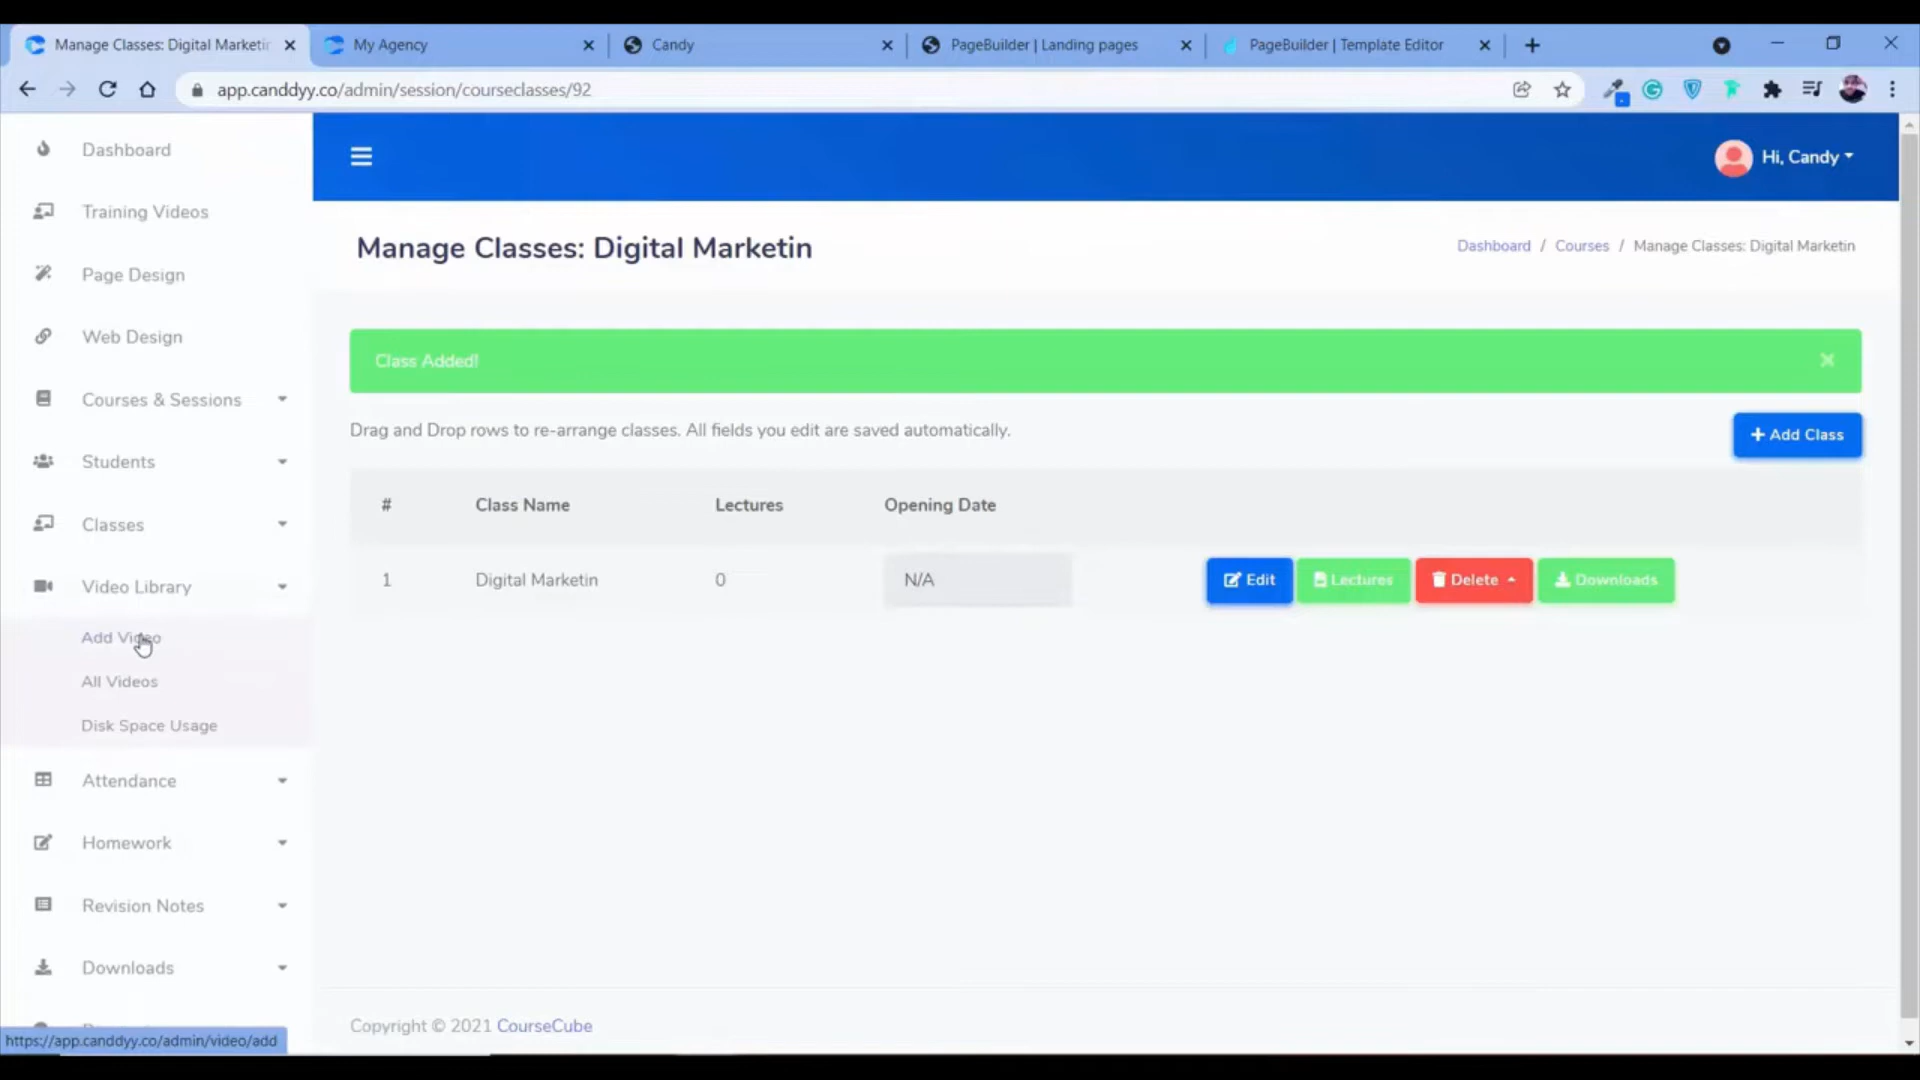 Manage Classes: Digital Marketin
My Agency
Candy
PageBuilder | Landing pages
PageBuilder | Template Editor
app.canddyy.co/admin/session/courseclasses/92
Dashboard
Training Videos
Page Design
Web Design
Courses & Sessions
Students
Classes
Video Library
Add Video
All Videos
Disk Space Usage
Attendance
Homework
Revision Notes
Downloads
https://app.canddyy.co/admin/video/add
Hi, Candy
Manage Classes: Digital Marketin
Dashboard / Courses / Manage Classes: Digital Marketin
Class Added!
Drag and Drop rows to re-arrange classes. All fields you edit are saved automatically.
+ Add Class
# Class Name Lectures Opening Date
1 Digital Marketin 0 N/A Edit Lectures Delete Downloads
Copyright © 2021 CourseCube